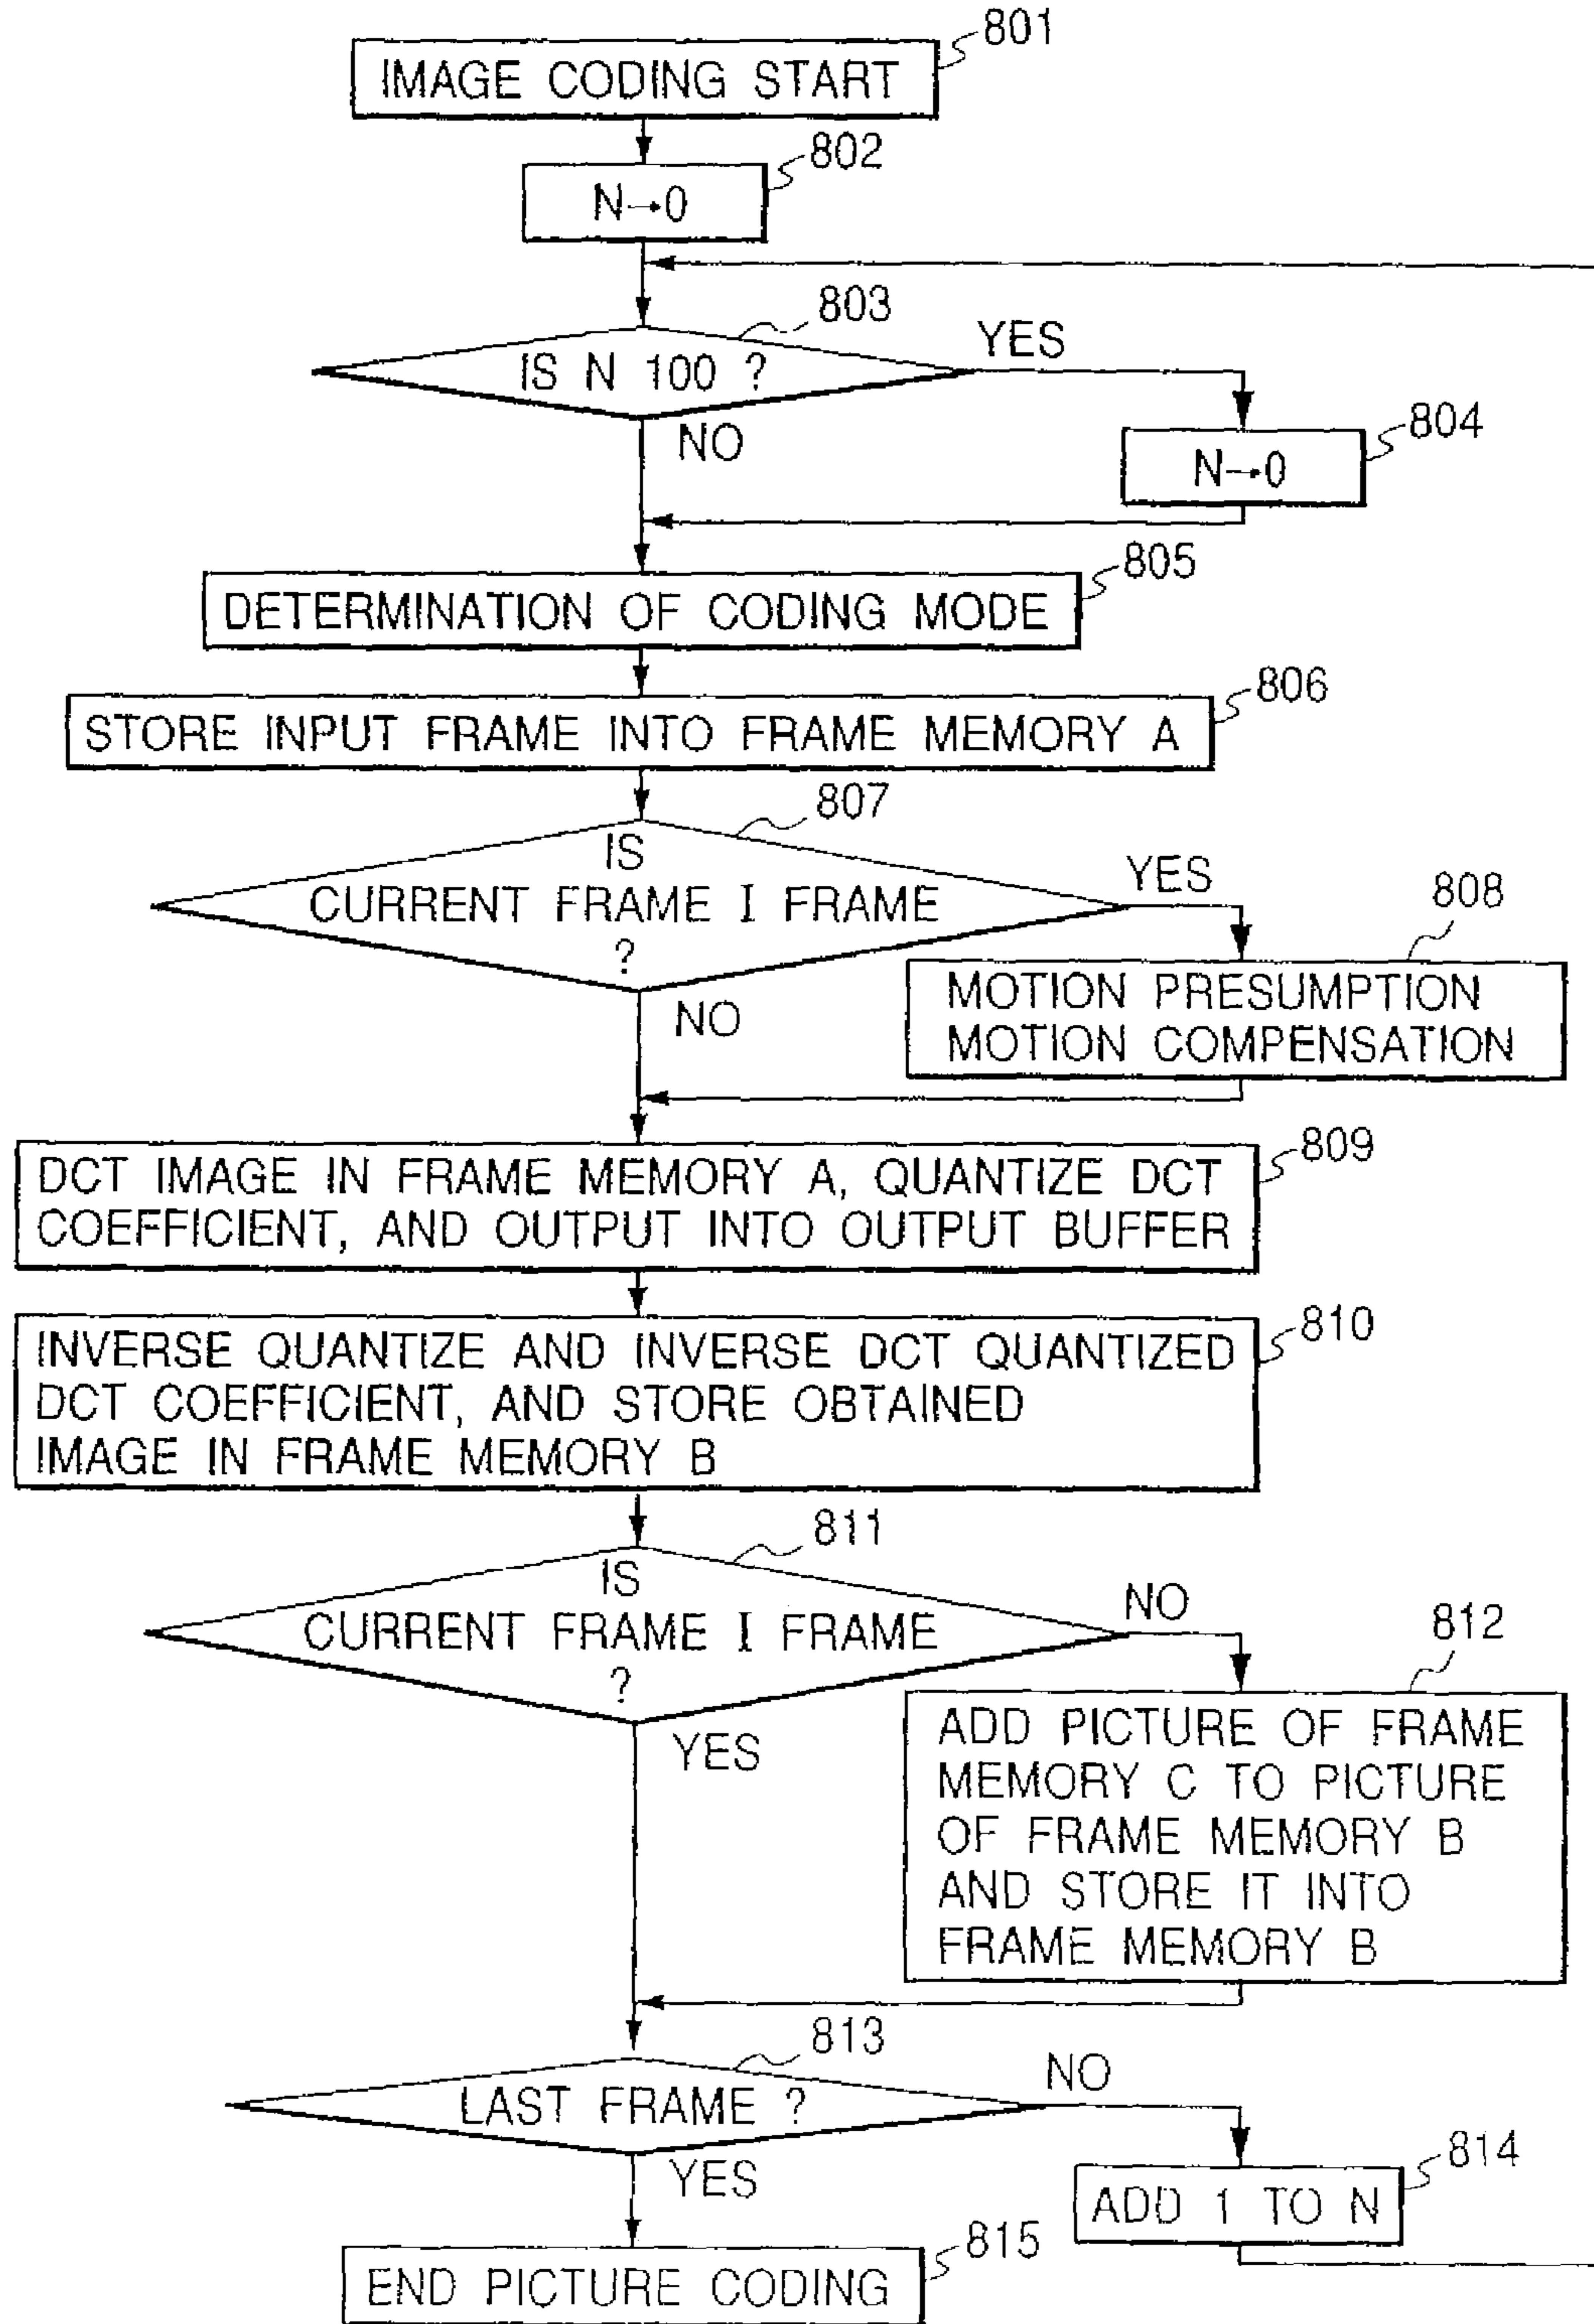 801
IMAGE CODING START
802
N→0
803
IS N 100 ?
YES
NO
804
N→0
805
DETERMINATION OF CODING MODE
806
STORE INPUT FRAME INTO FRAME MEMORY A
807
IS
CURRENT FRAME I FRAME
?
YES
NO
808
MOTION PRESUMPTION
MOTION COMPENSATION
809
DCT IMAGE IN FRAME MEMORY A, QUANTIZE DCT
COEFFICIENT, AND OUTPUT INTO OUTPUT BUFFER
810
INVERSE QUANTIZE AND INVERSE DCT QUANTIZED
DCT COEFFICIENT, AND STORE OBTAINED
IMAGE IN FRAME MEMORY B
811
IS
CURRENT FRAME I FRAME
?
NO
YES
812
ADD PICTURE OF FRAME
MEMORY C TO PICTURE
OF FRAME MEMORY B
AND STORE IT INTO
FRAME MEMORY B
813
LAST FRAME ?
NO
YES
814
ADD 1 TO N
815
END PICTURE CODING